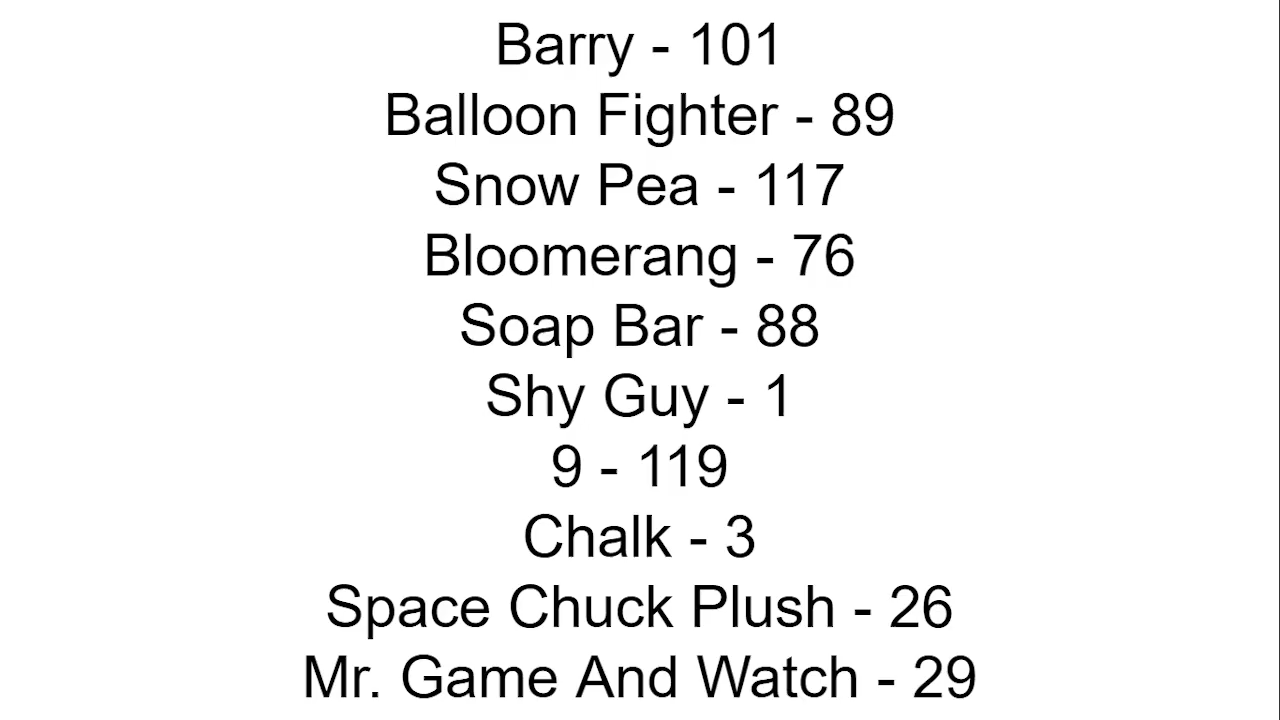 Barry - 101
Balloon Fighter - 89
Snow Pea - 117
Bloomerang - 76
Soap Bar - 88
Shy Guy - 1
9 - 119
Chalk - 3
Space Chuck Plush - 26
Mr. Game And Watch - 29